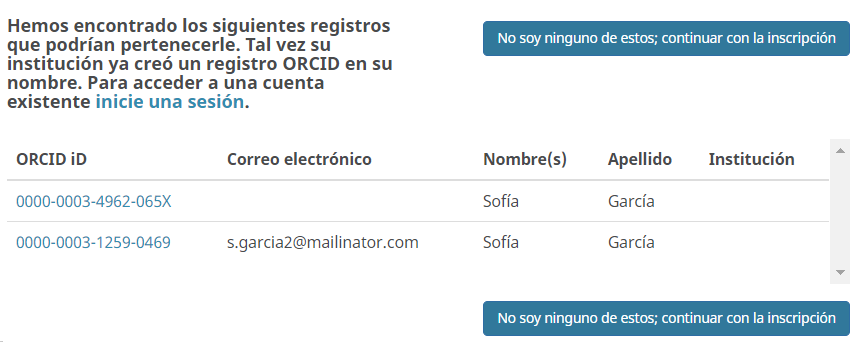 Hemos encontrado los siguientes registros
que podrían pertenecerle. Tal vez su
institución ya creó un registro ORCID en su
nombre. Para acceder a una cuenta
existente inicie una sesión.
No soy ninguno de estos; continuar con la inscripción
ORCID iD Correo electrónico Nombre(s) Apellido Institución
0000-0003-4962-065X Sofía García
0000-0003-1259-0469 s.garcia2@mailinator.com Sofía García
No soy ninguno de estos; continuar con la inscripción